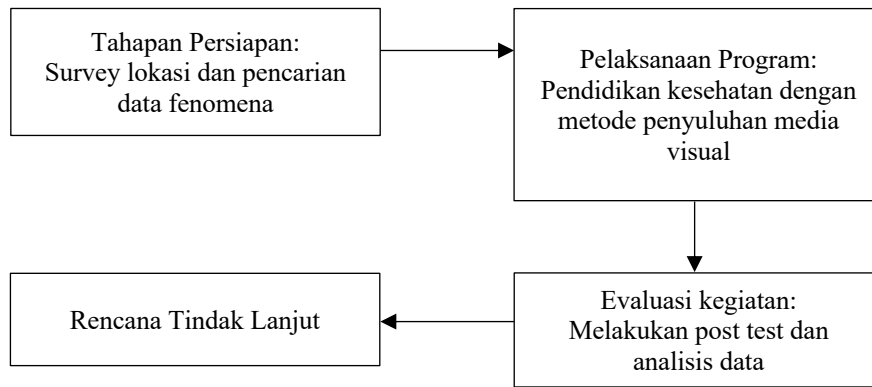 Tahapan Persiapan:
Survey lokasi dan pencarian
data fenomena
Pelaksanaan Program:
Pendidikan kesehatan dengan
metode penyuluhan media
visual
Evaluasi kegiatan:
Melakukan post test dan
analisis data
Rencana Tindak Lanjut